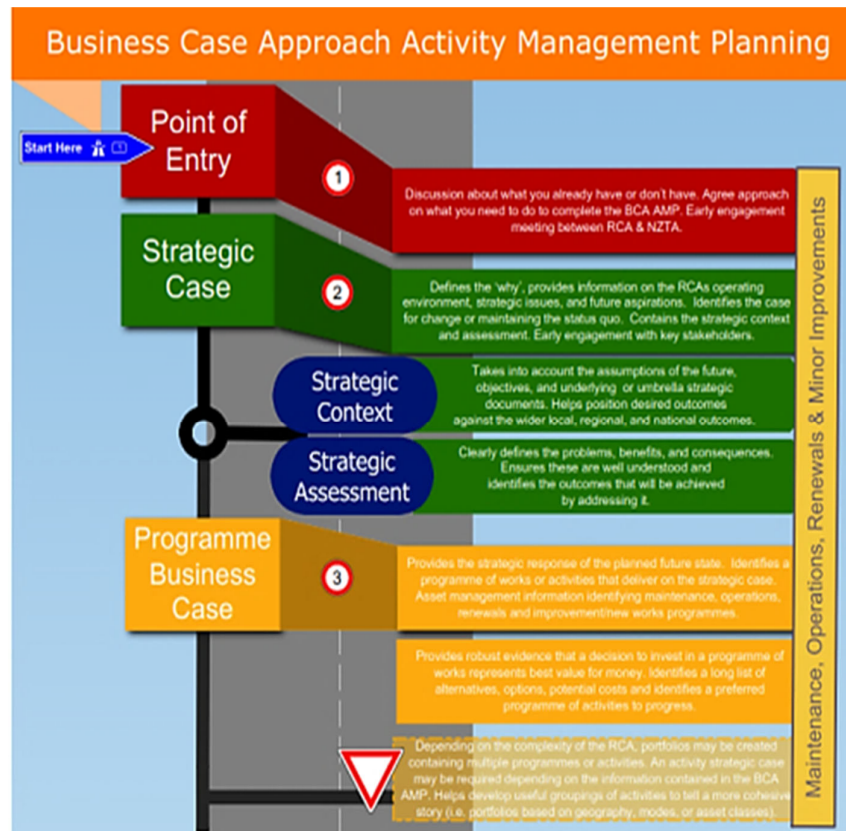 Business Case Approach Activity Management Planning
Start Here
Point of
Entry
1
Discussion about what you already have or don't have. Agree approach
on what you need to do to complete the BCA AMP. Early engagement
meeting between RCA & NZTA.
Strategic
Case
2
Defines the 'why', provides information on the RCAs operating
environment, strategic issues, and future aspirations. Identifies the case
for change or maintaining the status quo. Contains the strategic context
and assessment. Early engagement with key stakeholders.
Strategic
Context
Takes into account the assumptions of the future,
objectives, and underlying or umbrella strategic
documents. Helps position desired outcomes
against the wider local, regional, and national outcomes.
Strategic
Assessment
Clearly defines the problems, benefits, and consequences.
Ensures these are well understood and
identifies the outcomes that will be achieved
by addressing it.
Programme
Business
Case
3
Provides the strategic response of the planned future state. Identifies a
programme of works or activities that deliver on the strategic case.
Asset management information identifying maintenance, operations,
renewals and improvement/new works programmes.
Provides robust evidence that a decision to invest in a programme of
works represents best value for money. Identifies a long list of
alternatives, options, potential costs and identifies a preferred
programme of activities to progress.
Depending on the complexity of the RCA, portfolios may be created
containing multiple programmes or activities. An activity strategic case
may be required depending on the information contained in the BCA
AMP. Helps develop useful groupings of activities to tell a more cohesive
story (i.e. portfolios based on geography, modes, or asset classes).
Maintenance, Operations, Renewals & Minor Improvements